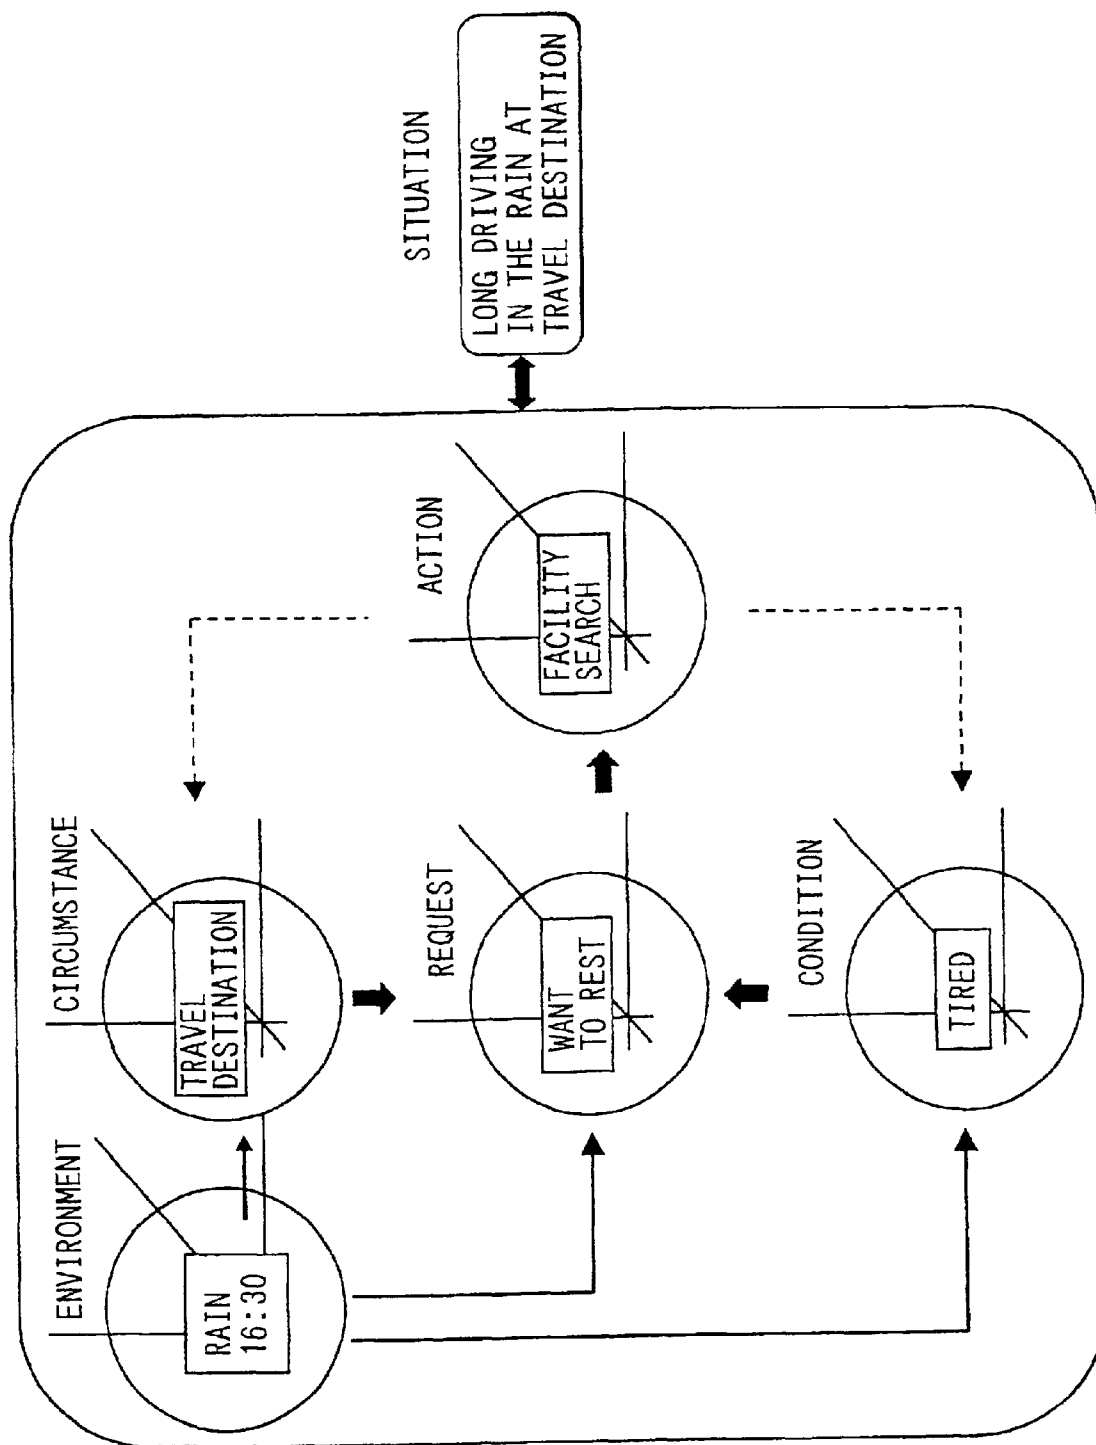 ENVIRONMENT
RAIN
16:30
CIRCUMSTANCE
TRAVEL
DESTINATION
REQUEST
WANT
TO REST
CONDITION
TIRED
ACTION
FACILITY
SEARCH
SITUATION
LONG DRIVING
IN THE RAIN AT
TRAVEL DESTINATION